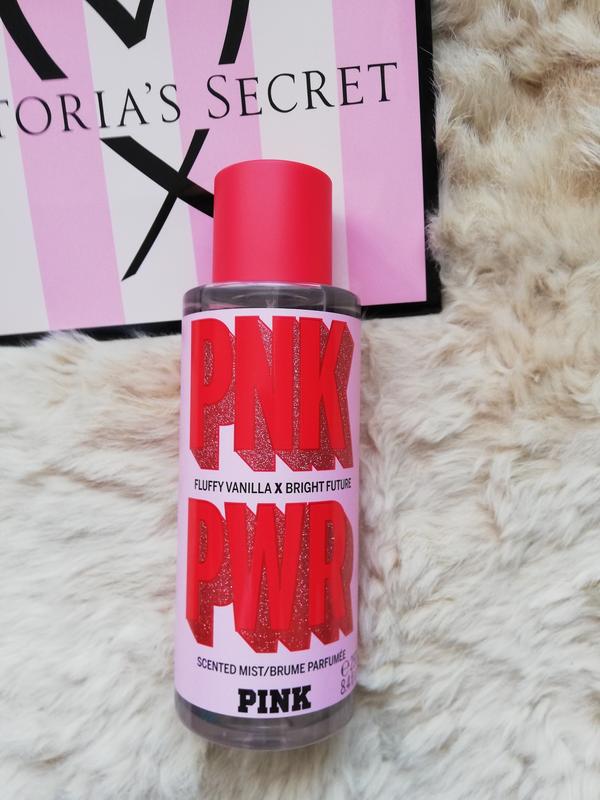 TORIA'S SECRET
PNK
FLUFFY VANILLA X BRIGHT FUTURE
PWR
SCENTED MIST/BRUME PARFUMÉE
PINK